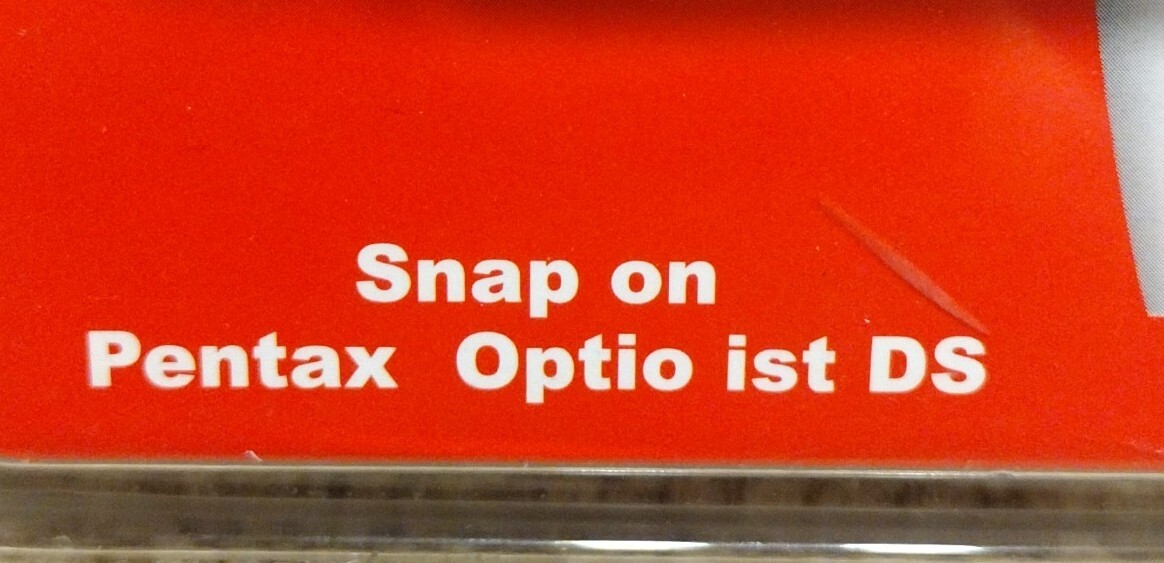 Snap on
Pentax Optio ist DS